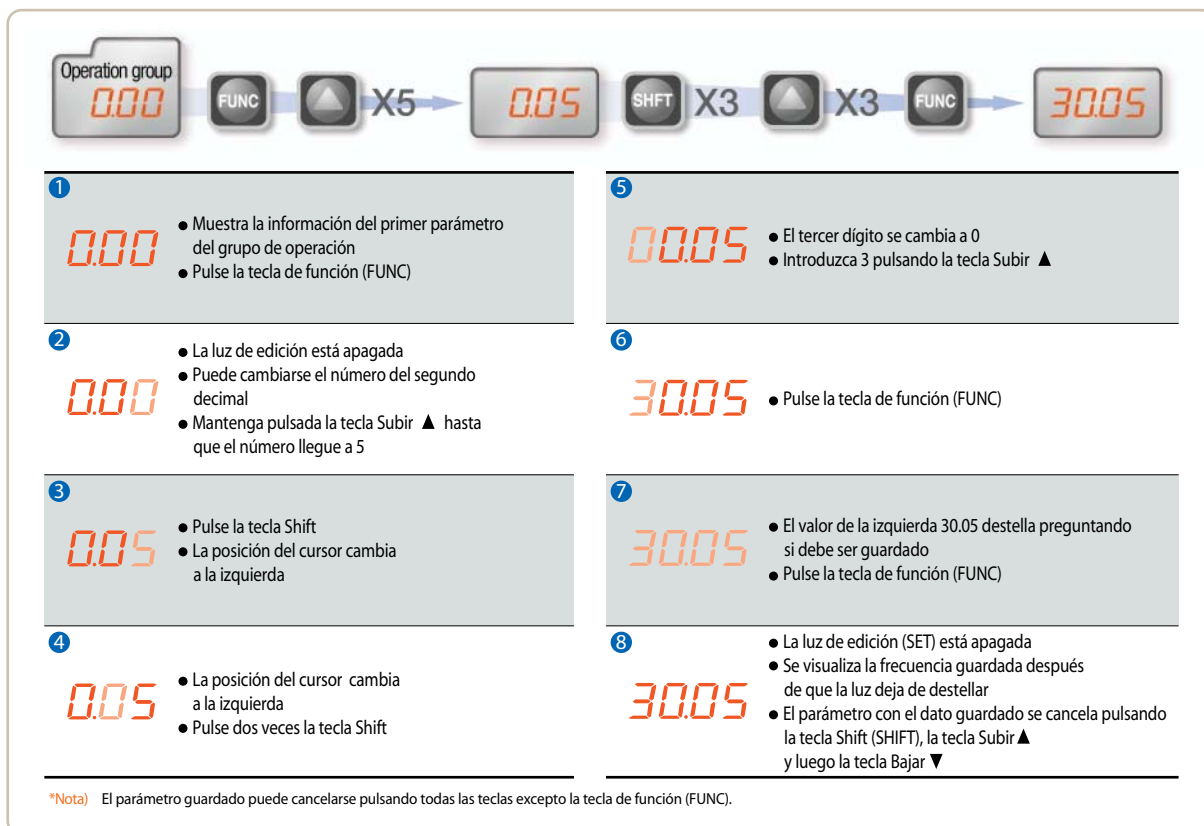 Operation group
0.00
FUNC
X5
0.05
SHFT
X3
X3
FUNC
30.05
1
0.00
● Muestra la información del primer parámetro
del grupo de operación
● Pulse la tecla de función (FUNC)
2
0.00
● La luz de edición está apagada
● Puede cambiarse el número del segundo
decimal
● Mantenga pulsada la tecla Subir ▲ hasta
que el número llegue a 5
3
0.05
● Pulse la tecla Shift
● La posición del cursor cambia
a la izquierda
4
0.05
● La posición del cursor cambia
a la izquierda
● Pulse dos veces la tecla Shift
5
00.05
● El tercer dígito se cambia a 0
● Introduzca 3 pulsando la tecla Subir ▲
6
30.05
● Pulse la tecla de función (FUNC)
7
30.05
● El valor de la izquierda 30.05 destella preguntando
si debe ser guardado
● Pulse la tecla de función (FUNC)
8
30.05
● La luz de edición (SET) está apagada
● Se visualiza la frecuencia guardada después
de que la luz deja de destellar
● El parámetro con el dato guardado se cancela pulsando
la tecla Shift (SHIFT), la tecla Subir▲
y luego la tecla Bajar ▼
*Nota) El parámetro guardado puede cancelarse pulsando todas las teclas excepto la tecla de función (FUNC).